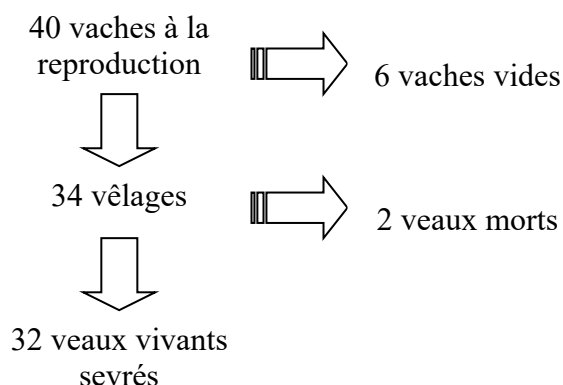 40 vaches à la
reproduction
6 vaches vides
34 vêlages
2 veaux morts
32 veaux vivants
sevrés